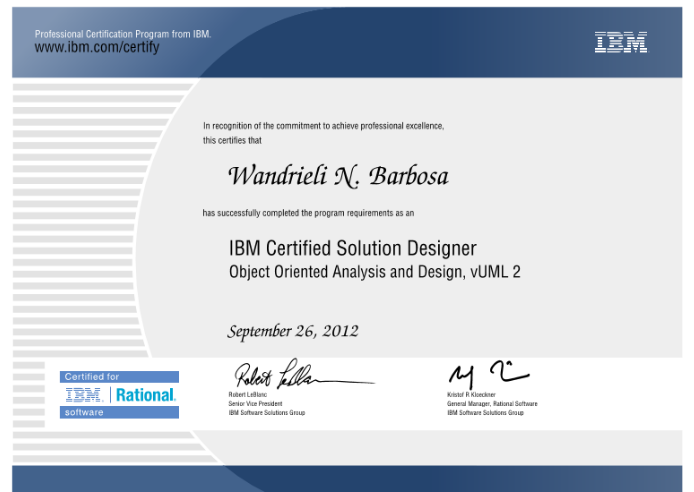 Professional Certification Program from IBM.
www.ibm.com/certify
IBM
In recognition of the commitment to achieve professional excellence,
this certifies that
Wandrieli N. Barbosa
has successfully completed the program requirements as an
IBM Certified Solution Designer
Object Oriented Analysis and Design, vUML 2
September 26, 2012
Certified for
IBM. Rational.
software
Robert LeBlanc
Robert LeBlanc
Senior Vice President
IBM Software Solutions Group
Kristof R Kloeckner
General Manager, Rational Software
IBM Software Solutions Group